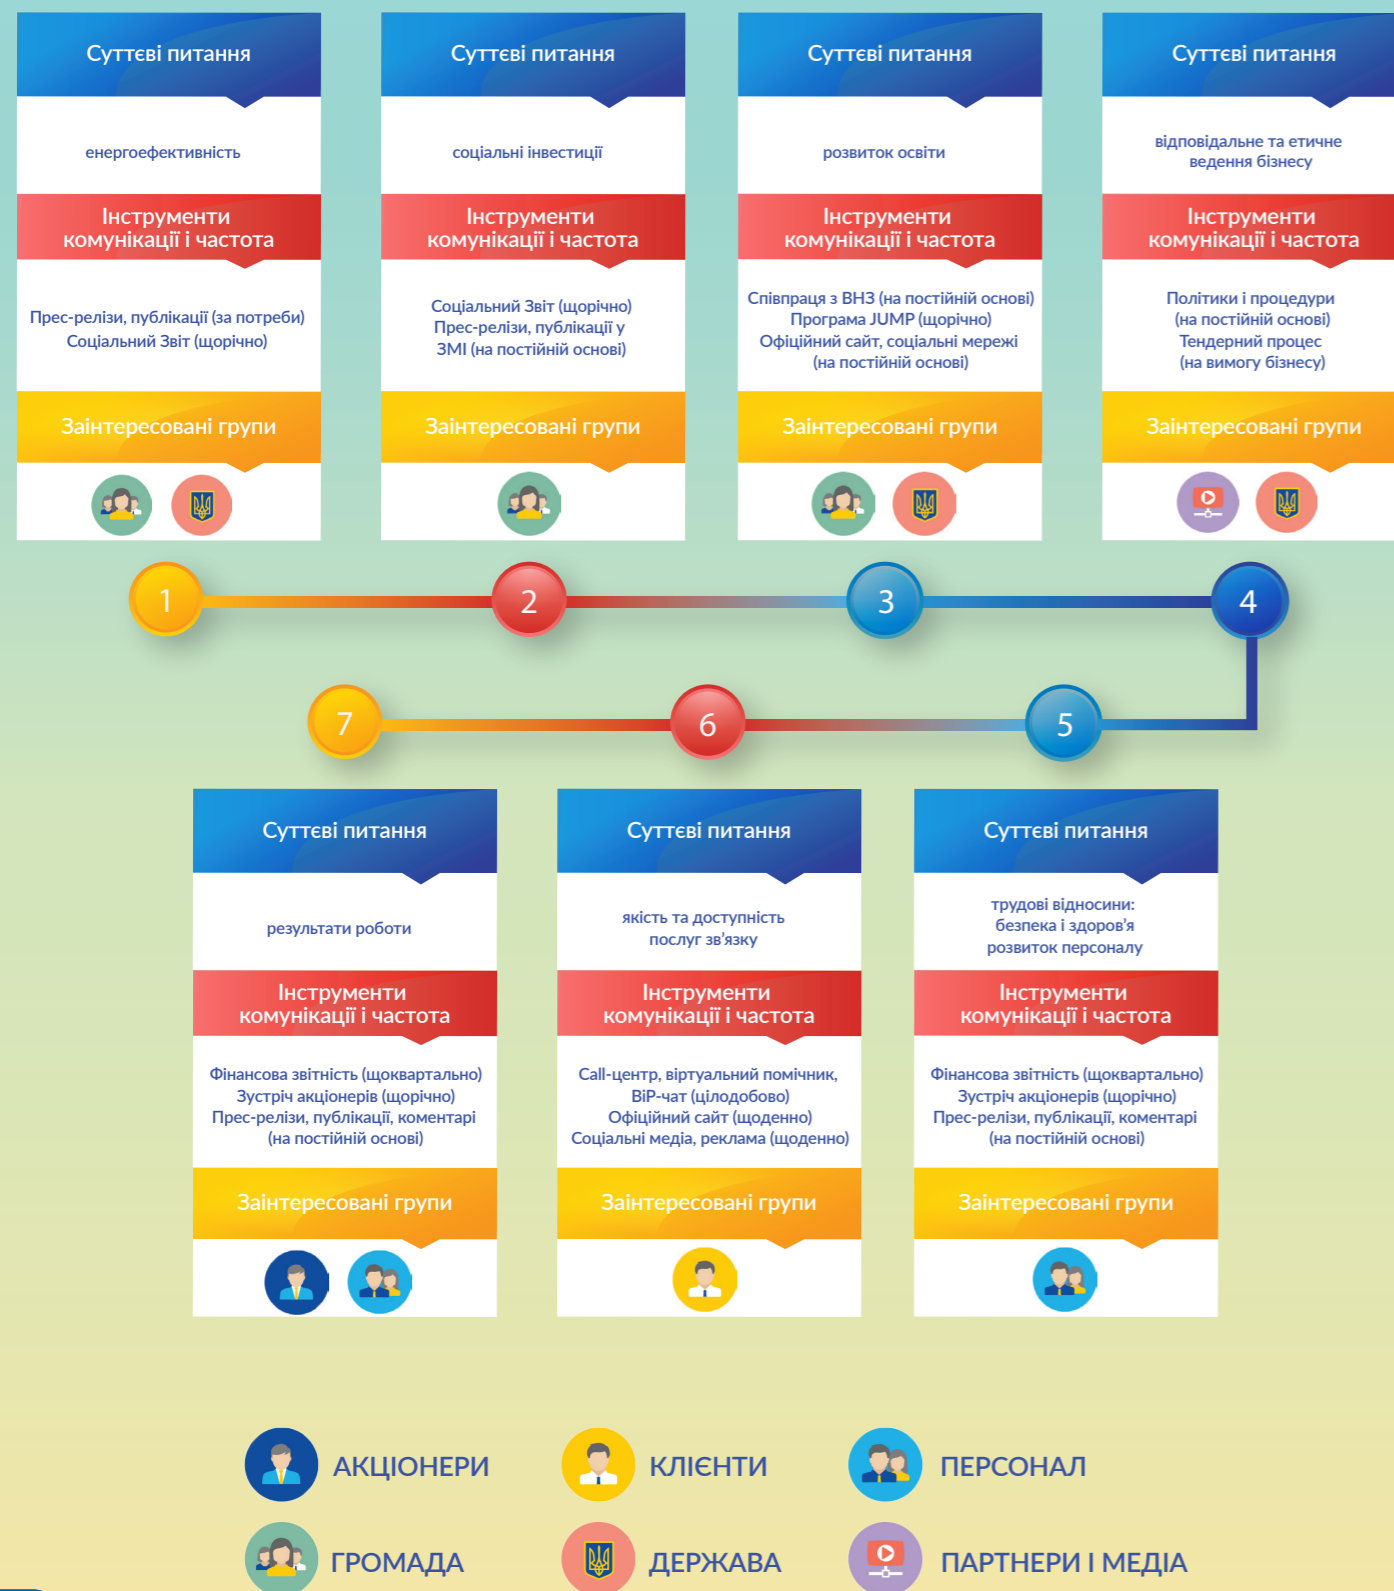 Суттєві питання
енергоефективність
Інструменти
комунікації і частота
Прес-релізи, публікації (за потреби)
Соціальний Звіт (щорічно)
Заінтересовані групи
Суттєві питання
соціальні інвестиції
Інструменти
комунікації і частота
Соціальний Звіт (щорічно)
Прес-релізи, публікації у
ЗМІ (на постійній основі)
Заінтересовані групи
Суттєві питання
розвиток освіти
Інструменти
комунікації і частота
Співпраця з ВНЗ (на постійній основі)
Програма JUMP (щорічно)
Офіційний сайт, соціальні мережі
(на постійній основі)
Заінтересовані групи
Суттєві питання
відповідальне та етичне
ведення бізнесу
Інструменти
комунікації і частота
Політики і процедури
(на постійній основі)
Тендерний процес
(на вимогу бізнесу)
Заінтересовані групи
1
2
3
4
7
6
5
Суттєві питання
результати роботи
Інструменти
комунікації і частота
Фінансова звітність (щоквартально)
Зустріч акціонерів (щорічно)
Прес-релізи, публікації, коментарі
(на постійній основі)
Заінтересовані групи
Суттєві питання
якість та доступність
послуг зв’язку
Інструменти
комунікації і частота
Call-центр, віртуальний помічник,
BiP-чат (цілодобово)
Офіційний сайт (щоденно)
Соціальні медіа, реклама (щоденно)
Заінтересовані групи
Суттєві питання
трудові відносини:
безпека і здоров’я
розвиток персоналу
Інструменти
комунікації і частота
Фінансова звітність (щоквартально)
Зустріч акціонерів (щорічно)
Прес-релізи, публікації, коментарі
(на постійній основі)
Заінтересовані групи
АКЦІОНЕРИ
КЛІЄНТИ
ПЕРСОНАЛ
ГРОМАДА
ДЕРЖАВА
ПАРТНЕРИ І МЕДІА